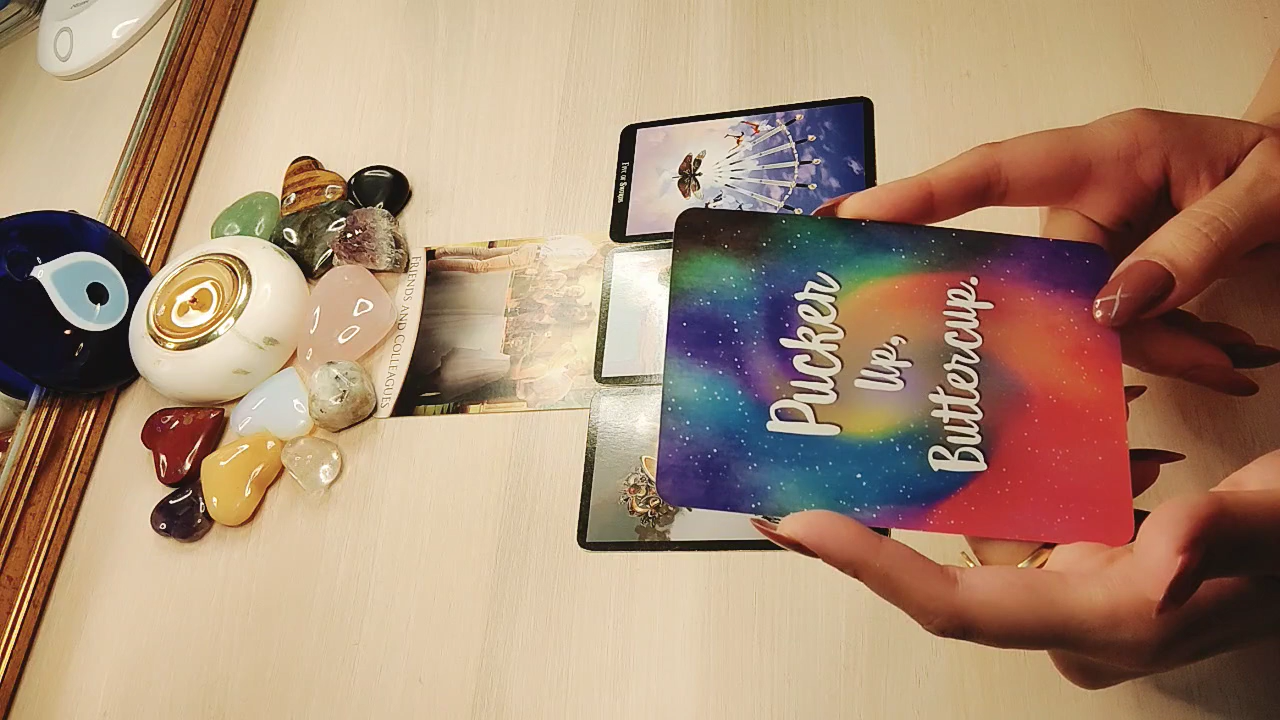 Pucker
Up,
Buttercup.
FRIENDS AND COLLEAGUES
FIVE OF SWORDS